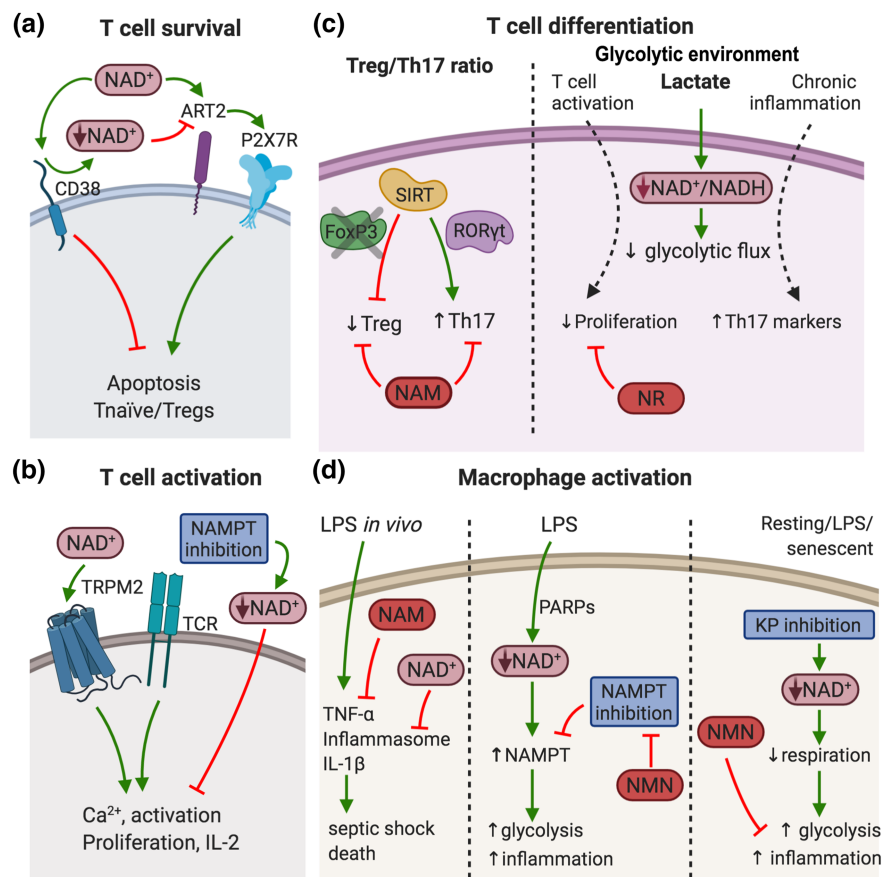 (a)
T cell survival
NAD⁺
ART2
↓NAD⁺
P2X7R
CD38
Apoptosis
Tnaïve/Tregs
(c)
T cell differentiation
Treg/Th17 ratio
Glycolytic environment
T cell
activation
Lactate
Chronic
inflammation
SIRT
FoxP3
RORγt
↓NAD⁺/NADH
↓ glycolytic flux
↓Treg
↑Th17
↓Proliferation
↑Th17 markers
NAM
NR
(b)
T cell activation
NAD⁺
NAMPT
inhibition
TRPM2
↓NAD⁺
TCR
Ca²⁺, activation
Proliferation, IL-2
(d)
Macrophage activation
LPS in vivo
NAM
NAD⁺
TNF-α
Inflammasome
IL-1β
septic shock
death
LPS
PARPs
↓NAD⁺
NAMPT
inhibition
↑NAMPT
NMN
↑glycolysis
↑inflammation
Resting/LPS/
senescent
KP inhibition
↓NAD⁺
NMN
↓respiration
↑ glycolysis
↑ inflammation